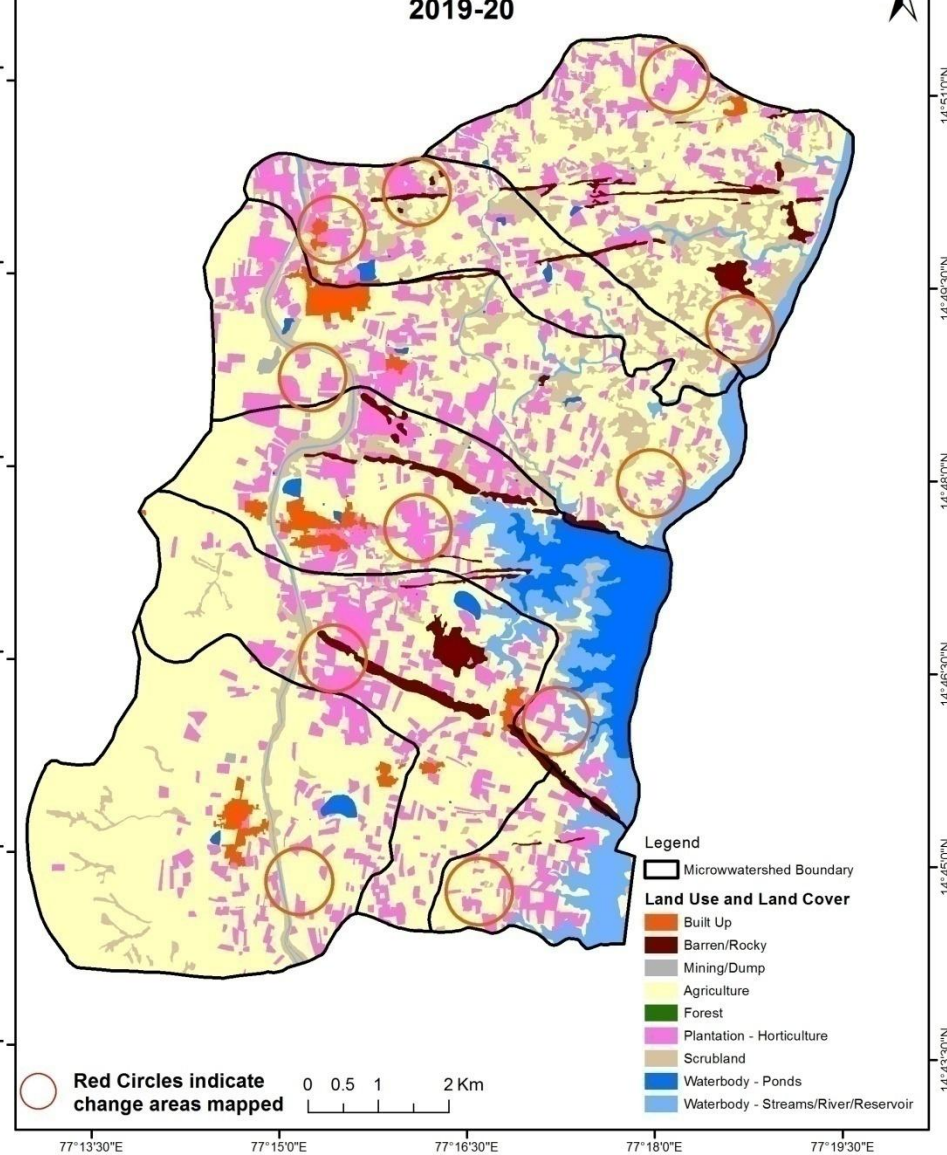 2019-20
14°51'0"N
14°49'30"N
14°48'0"N
14°46'30"N
14°45'0"N
14°43'30"N
Legend
Microwwatershed Boundary
Land Use and Land Cover
Built Up
Barren/Rocky
Mining/Dump
Agriculture
Forest
Plantation - Horticulture
Scrubland
Waterbody - Ponds
Waterbody - Streams/River/Reservoir
Red Circles indicate
change areas mapped
0 0.5 1 2 Km
77°13'30"E 77°15'0"E 77°16'30"E 77°18'0"E 77°19'30"E